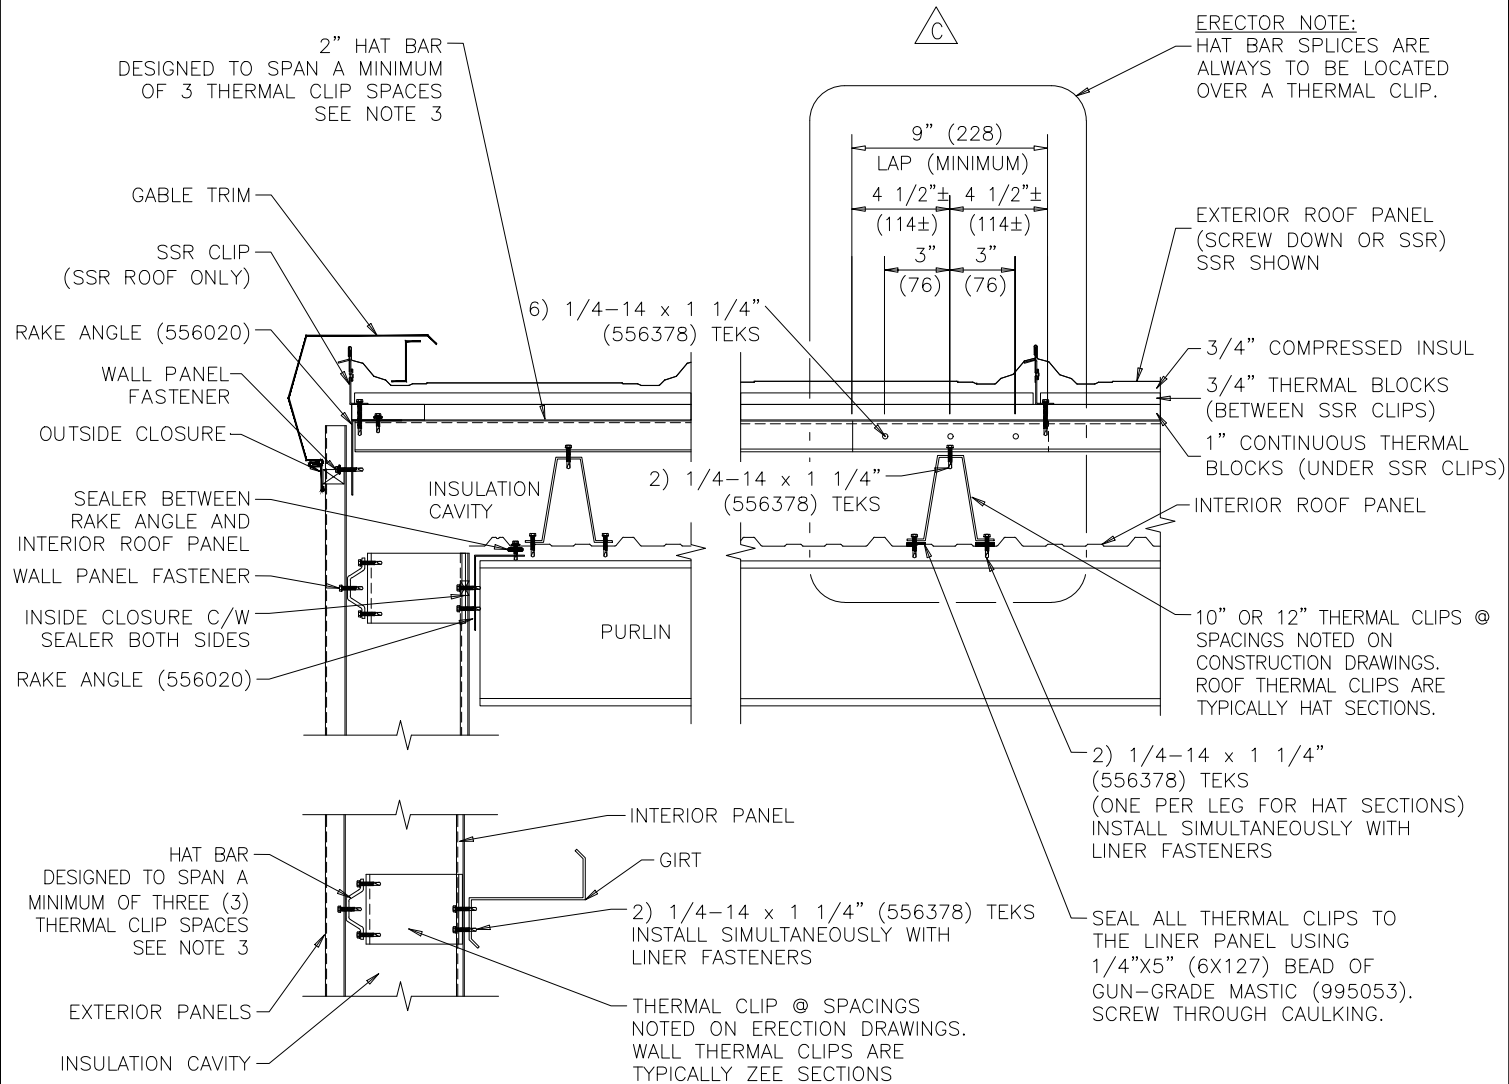 2” HAT BAR
DESIGNED TO SPAN A MINIMUM
OF 3 THERMAL CLIP SPACES
SEE NOTE 3
C
ERECTOR NOTE:
HAT BAR SPLICES ARE
ALWAYS TO BE LOCATED
OVER A THERMAL CLIP.
9” (228)
LAP (MINIMUM)
4 1/2”±
(114±)
4 1/2”±
(114±)
3”
(76)
3”
(76)
GABLE TRIM
SSR CLIP
(SSR ROOF ONLY)
RAKE ANGLE (556020)
WALL PANEL
FASTENER
OUTSIDE CLOSURE
SEALER BETWEEN
RAKE ANGLE AND
INTERIOR ROOF PANEL
WALL PANEL FASTENER
INSIDE CLOSURE C/W
SEALER BOTH SIDES
RAKE ANGLE (556020)
6) 1/4–14 x 1 1/4”
(556378) TEKS
INSULATION
CAVITY
2) 1/4–14 x 1 1/4”
(556378) TEKS
PURLIN
EXTERIOR ROOF PANEL
(SCREW DOWN OR SSR)
SSR SHOWN
3/4” COMPRESSED INSUL
3/4” THERMAL BLOCKS
(BETWEEN SSR CLIPS)
1” CONTINUOUS THERMAL
BLOCKS (UNDER SSR CLIPS)
INTERIOR ROOF PANEL
10” OR 12” THERMAL CLIPS @
SPACINGS NOTED ON
CONSTRUCTION DRAWINGS.
ROOF THERMAL CLIPS ARE
TYPICALLY HAT SECTIONS.
2) 1/4–14 x 1 1/4”
(556378) TEKS
(ONE PER LEG FOR HAT SECTIONS)
INSTALL SIMULTANEOUSLY WITH
LINER FASTENERS
SEAL ALL THERMAL CLIPS TO
THE LINER PANEL USING
1/4”X5” (6X127) BEAD OF
GUN–GRADE MASTIC (995053).
SCREW THROUGH CAULKING.
HAT BAR
DESIGNED TO SPAN A
MINIMUM OF THREE (3)
THERMAL CLIP SPACES
SEE NOTE 3
EXTERIOR PANELS
INSULATION CAVITY
INTERIOR PANEL
GIRT
2) 1/4–14 x 1 1/4” (556378) TEKS
INSTALL SIMULTANEOUSLY WITH
LINER FASTENERS
THERMAL CLIP @ SPACINGS
NOTED ON ERECTION DRAWINGS.
WALL THERMAL CLIPS ARE
TYPICALLY ZEE SECTIONS